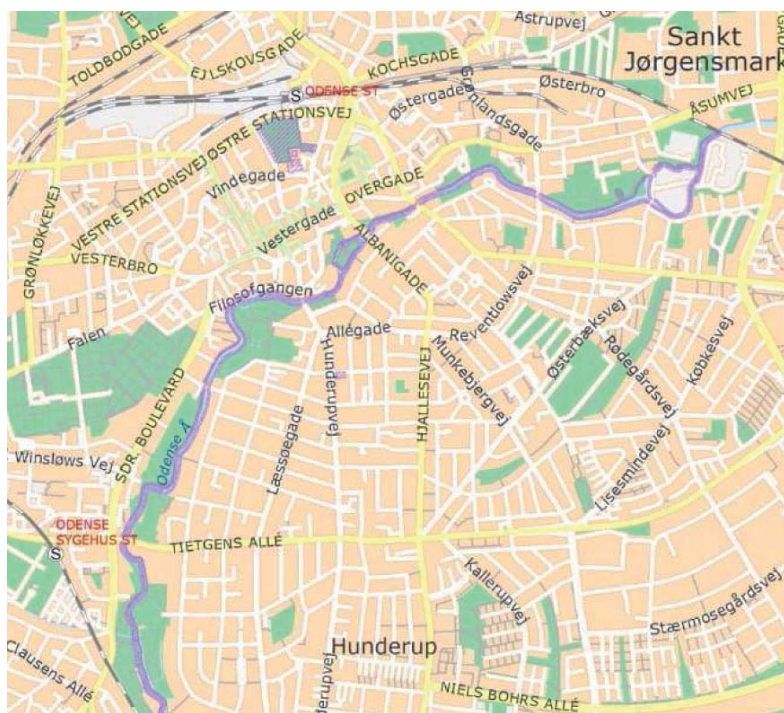 Astrupvej
Sankt
Jørgensmark
TOLDBODGADE
EJLSKOVSGADE
KOCHSGADE
S ODENSE ST
Østergade
Grønlandsgade
Østerbro
ÅSUMVEJ
ØSTRE STATIONSVEJ
VESTRE STATIONSVEJ
Vindegade
OVERGADE
Vestergade
GRØNLØKKEVEJ
VESTERBRO
ALBANIGADE
Filosofgangen
Falen
Allégade
Reventlowsvej
Østerbæksvej
Rødegårdsvej
Købkesvej
Hunderupvej
Munkebjergvej
HJALLESEVEJ
SDR. BOULEVARD
Odense Å
Læssøegade
Winsløws Vej
Lisesmindevej
ODENSE
SYGEHUS ST
S
TIETGENS ALLÉ
Kallerupvej
Stærmosegårdsvej
Hunderup
Clausens Allé
derupvej
NIELS BOHRS ALLÉ